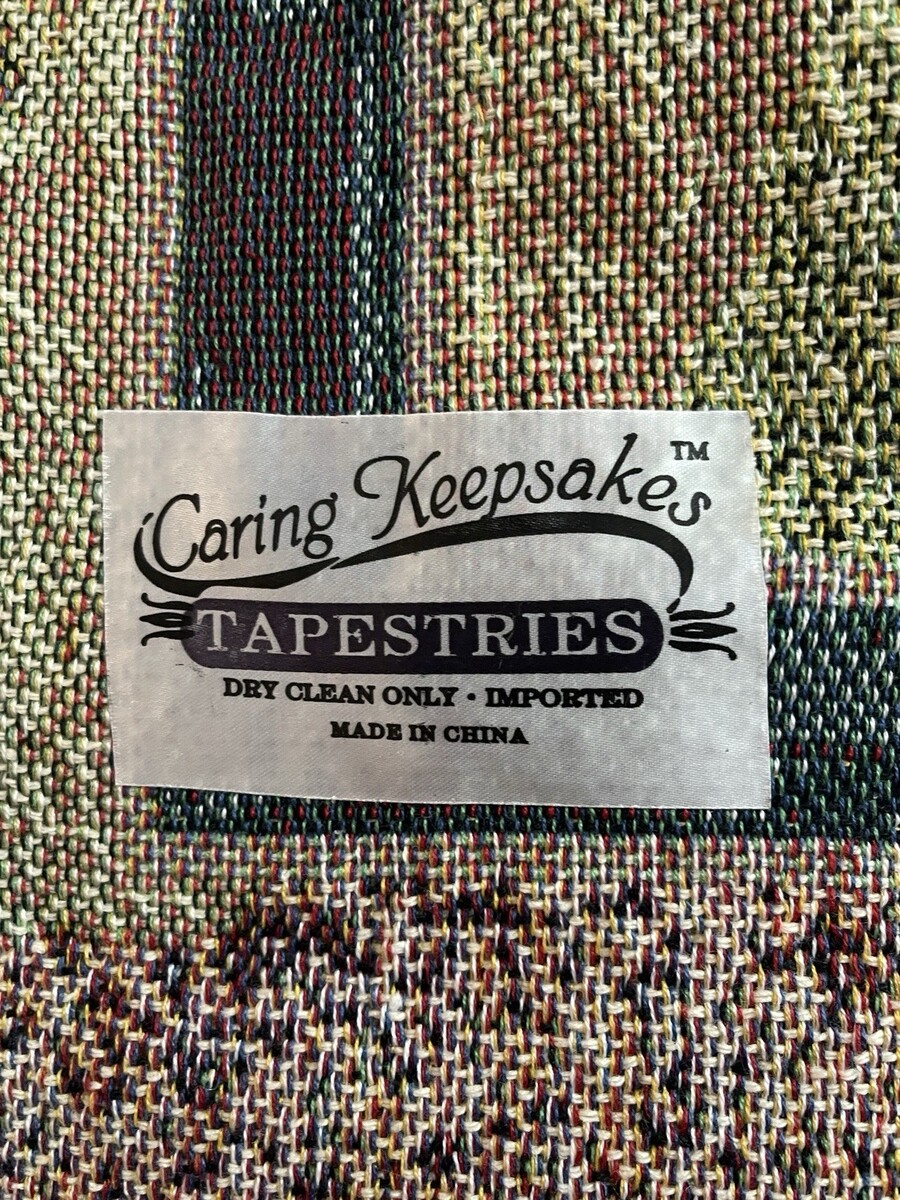 Caring Keepsakes™
TAPESTRIES
DRY CLEAN ONLY • IMPORTED
MADE IN CHINA